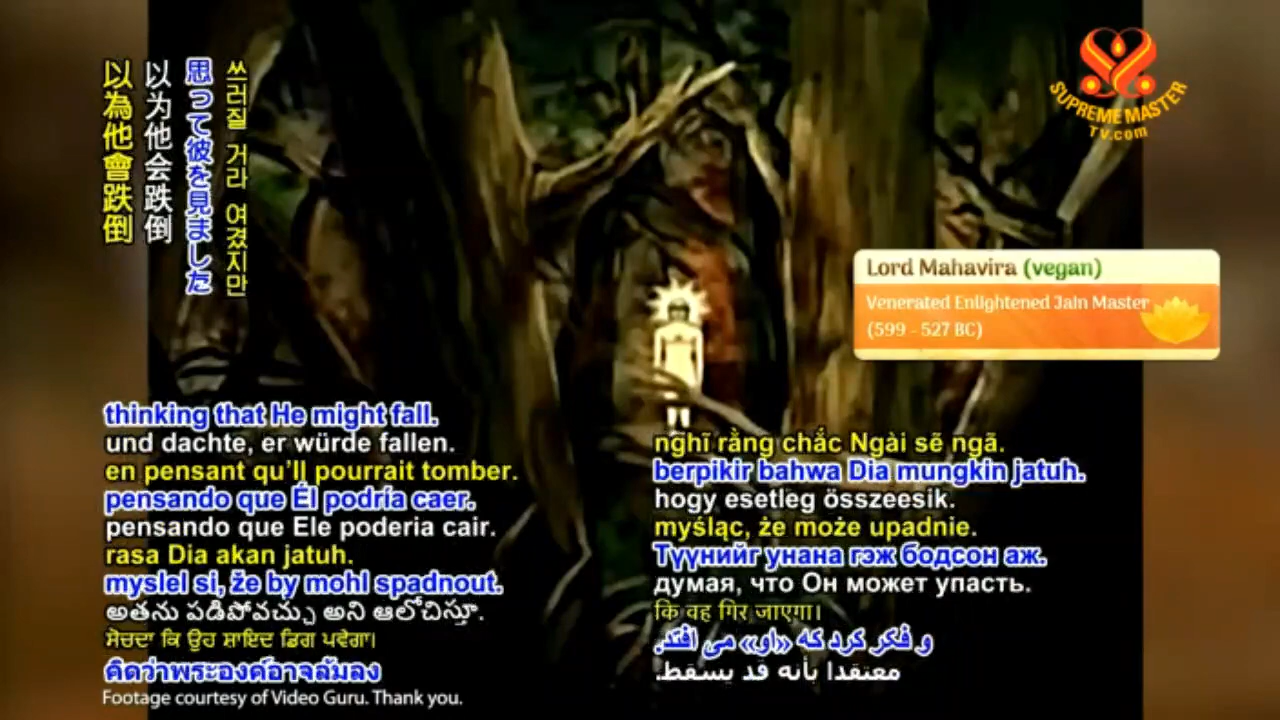 以為他會跌倒
以为他会跌倒
思って彼を見ました
쓰러질 거라 여겼지만
SUPREME MASTER
TV.com
Lord Mahavira (vegan)
Venerated Enlightened Jain Master
(599 - 527 BC)
thinking that He might fall.
und dachte, er würde fallen.
en pensant qu’Il pourrait tomber.
pensando que Él podría caer.
pensando que Ele poderia cair.
rasa Dia akan jatuh.
myslel si, že by mohl spadnout.
అతను పడిపోవచ్చు అని ఆలోచిస్తూ.
ਸੋਚਦਾ ਕਿ ਉਹ ਸ਼ਾਇਦ ਡਿਗ ਪਵੇਗਾ।
คิดว่าพระองค์อาจล้มลง
nghĩ rằng chắc Ngài sẽ ngã.
berpikir bahwa Dia mungkin jatuh.
hogy esetleg összeesik.
myśląc, że może upadnie.
Түүнийг унана гэж бодсон аж.
думая, что Он может упасть.
कि वह गिर जाएगा।
و فکر کرد که «او» می افتد.
معتقدا بأنه قد يسقط.
Footage courtesy of Video Guru. Thank you.